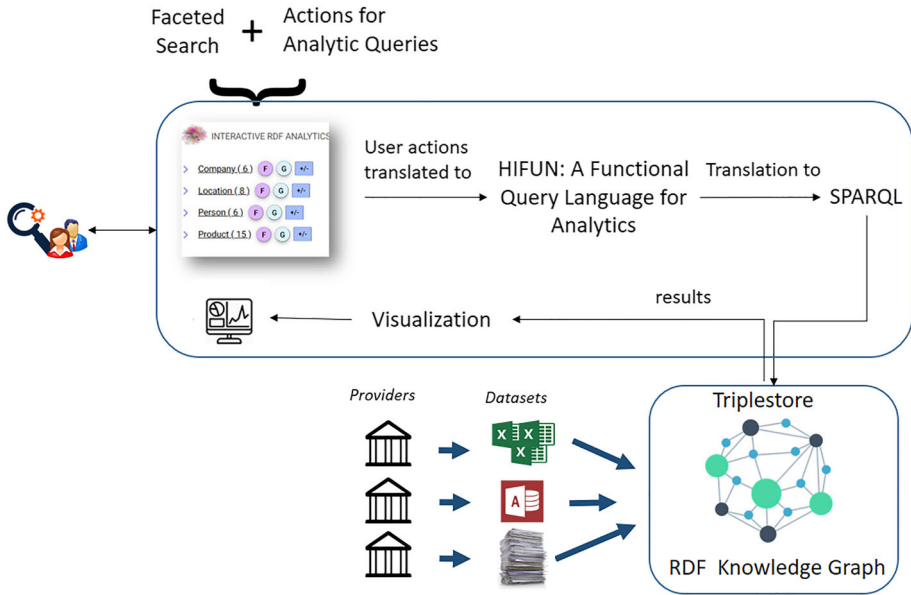 Faceted
Search
+
Actions for
Analytic Queries
INTERACTIVE RDF ANALYTICS
Company ( 6 ) F G +/-
Location ( 8 ) F G +/-
Person ( 6 ) F G +/-
Product ( 15 ) F G +/-
User actions
translated to
HIFUN: A Functional
Query Language for
Analytics
Translation to
SPARQL
results
Visualization
Providers
Datasets
X X
X
A
Triplestore
RDF Knowledge Graph